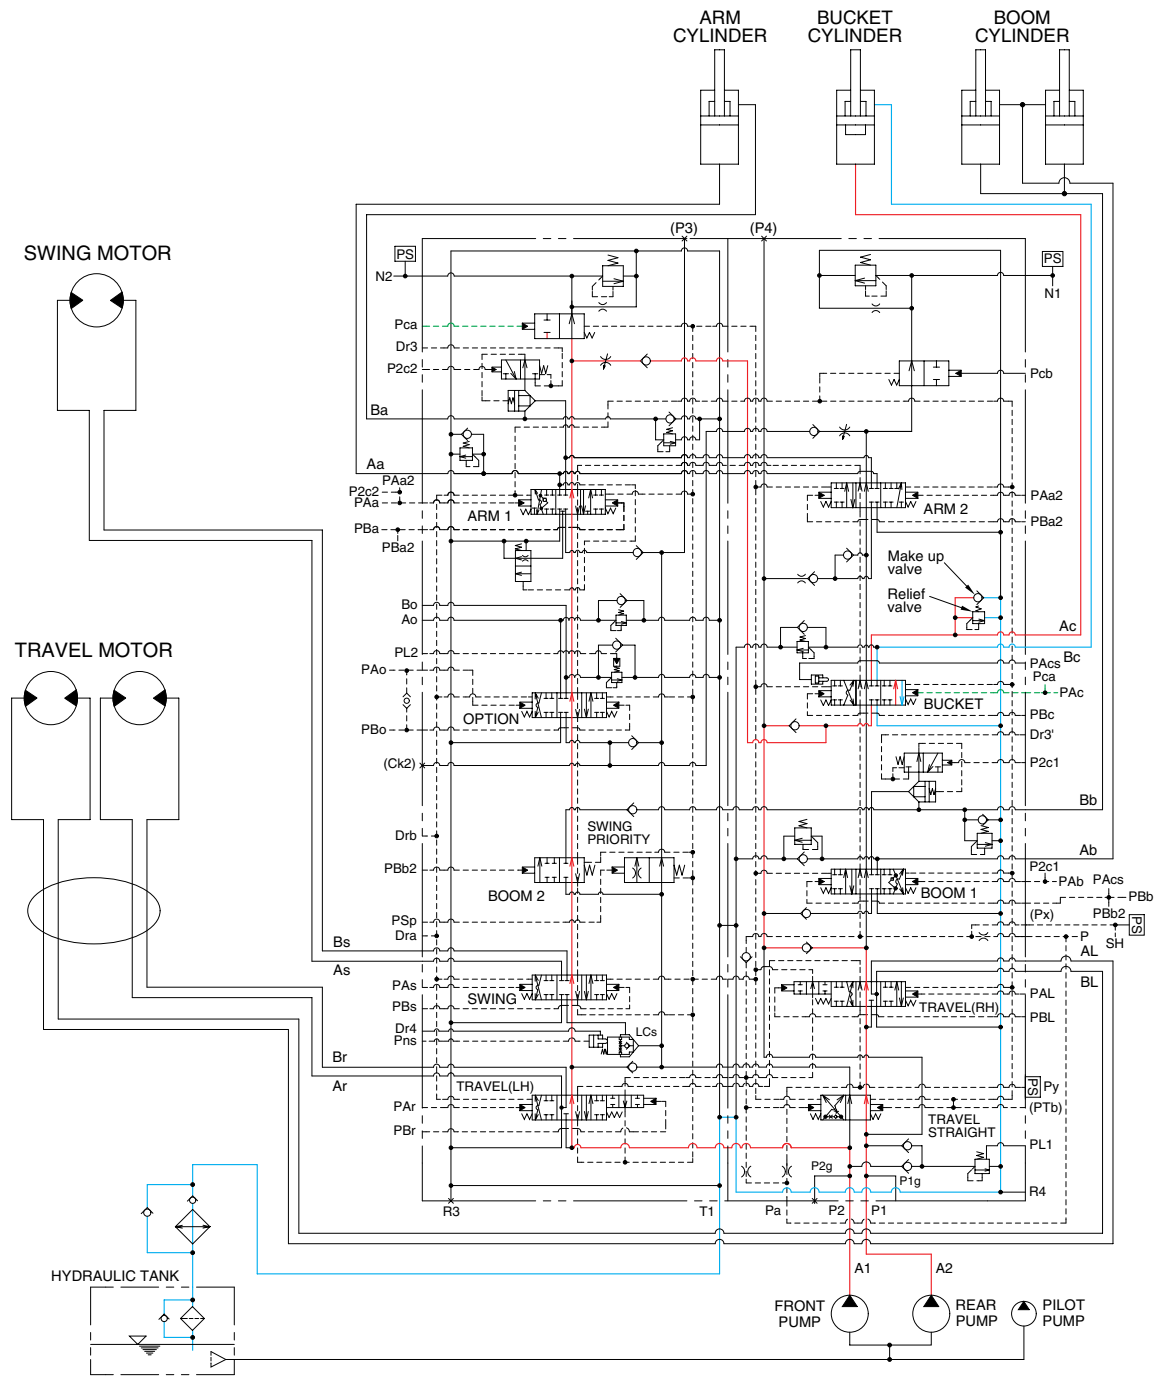 ARM
CYLINDER
BUCKET
CYLINDER
BOOM
CYLINDER
SWING MOTOR
(P3)
(P4)
PS
N2
PS
N1
Pca
Dr3
P2c2
Pcb
Ba
Aa
PAa2
P2c2
PAa
ARM 1
PBa
PBa2
ARM 2
PAa2
PBa2
Make up
valve
Relief
valve
Bo
Ao
PL2
PAo
Ac
Bc
PAcs
Pca
PAc
TRAVEL MOTOR
OPTION
BUCKET
PBo
PBc
Dr3'
(Ck2)
P2c1
Bb
SWING
PRIORITY
Drb
Ab
PBb2
BOOM 2
BOOM 1
P2c1
PAb
PAcs
PBb
PSp
Dra
(Px)
PBb2
PS
P
SH
Bs
AL
As
BL
PAs
SWING
PAL
PBs
TRAVEL(RH)
PBL
Dr4
Pns
LCs
Br
Ar
TRAVEL(LH)
PS
Py
PAr
(PTb)
TRAVEL
STRAIGHT
PBr
PL1
P2g
P1g
R4
R3
T1
Pa
P2
P1
HYDRAULIC TANK
A1
A2
FRONT
PUMP
REAR
PUMP
PILOT
PUMP